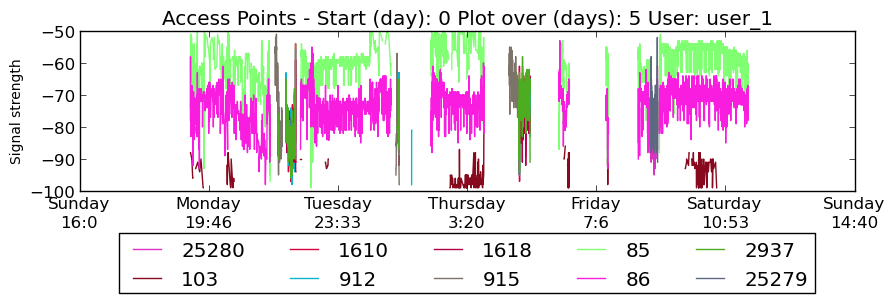 Access Points - Start (day): 0 Plot over (days): 5 User: user_1
Signal strength
−50
−60
−70
−80
−90
−100
Sunday Monday Tuesday Thursday Friday Saturday Sunday
16:0 19:46 23:33 3:20 7:6 10:53 14:40
25280 1610 1618 85 2937
103 912 915 86 25279